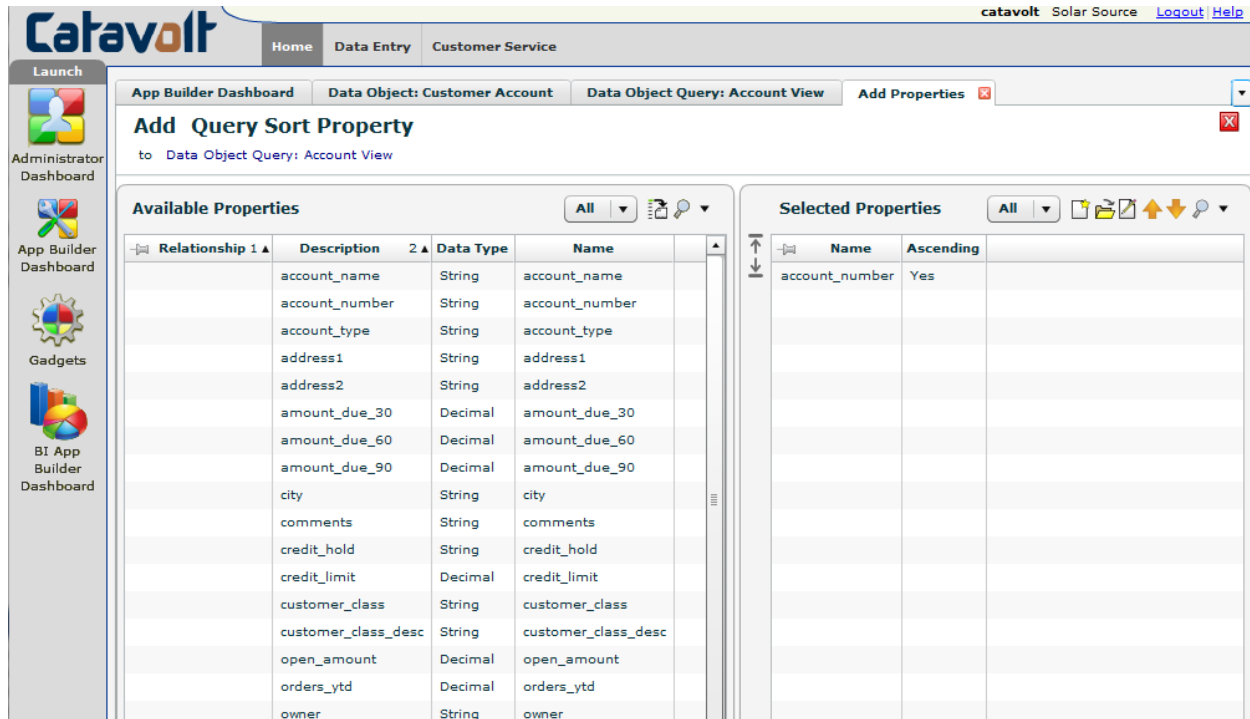 catavolt Solar Source Logout Help
Catavolt
Home Data Entry Customer Service
Launch
Administrator
Dashboard
App Builder
Dashboard
Gadgets
BI App
Builder
Dashboard
App Builder Dashboard Data Object: Customer Account Data Object Query: Account View Add Properties
Add Query Sort Property
to Data Object Query: Account View
Available Properties All
Relationship 1 Description 2 Data Type Name
account_name String account_name
account_number String account_number
account_type String account_type
address1 String address1
address2 String address2
amount_due_30 Decimal amount_due_30
amount_due_60 Decimal amount_due_60
amount_due_90 Decimal amount_due_90
city String city
comments String comments
credit_hold String credit_hold
credit_limit Decimal credit_limit
customer_class String customer_class
customer_class_desc String customer_class_desc
open_amount Decimal open_amount
orders_ytd Decimal orders_ytd
owner String owner
Selected Properties All
Name Ascending
account_number Yes